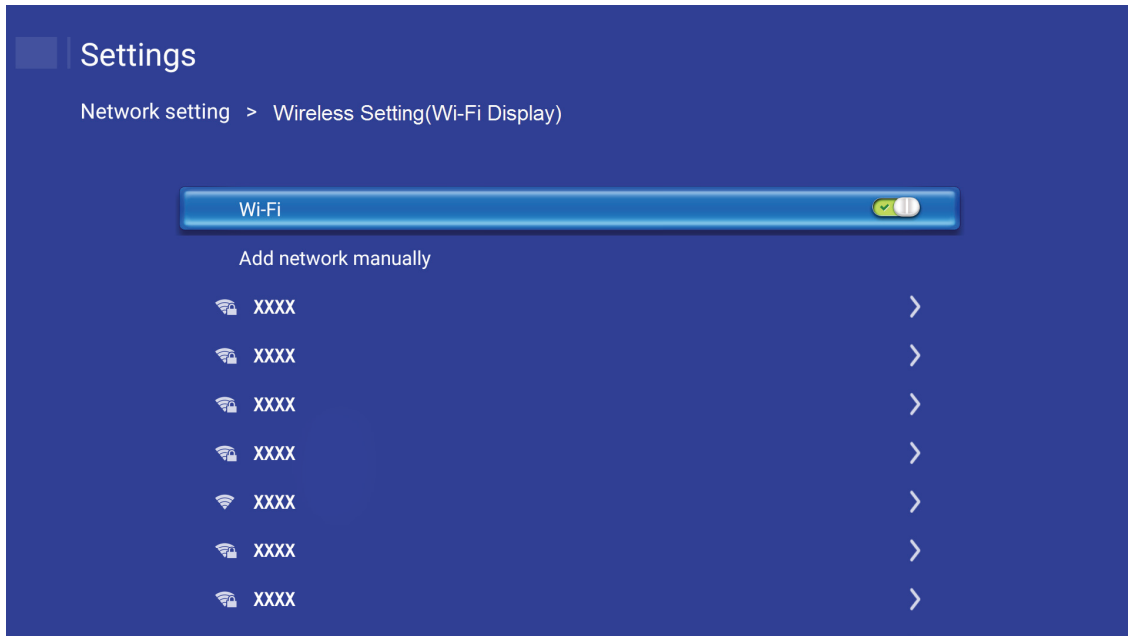 Settings
Network setting > Wireless Setting(Wi-Fi Display)
Wi-Fi
Add network manually
XXXX
XXXX
XXXX
XXXX
XXXX
XXXX
XXXX